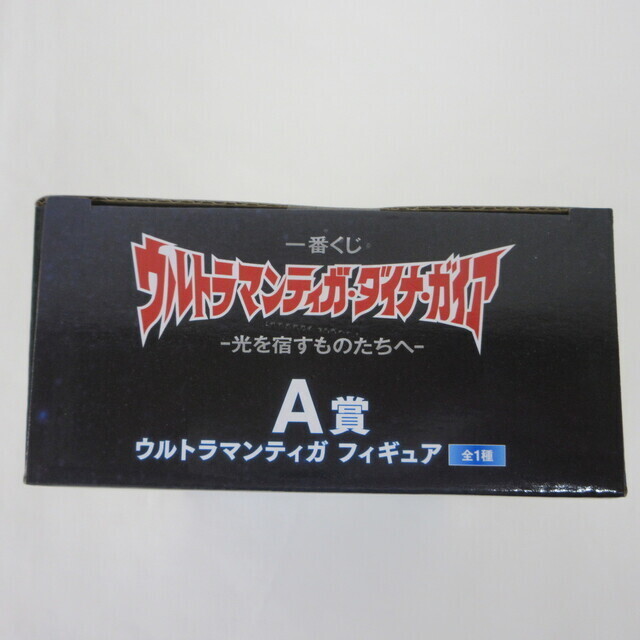 一番くじ
ウルトラマンティガ・ダイナ・ガイア
-光を宿すものたちへ-
A賞
ウルトラマンティガ フィギュア 全1種